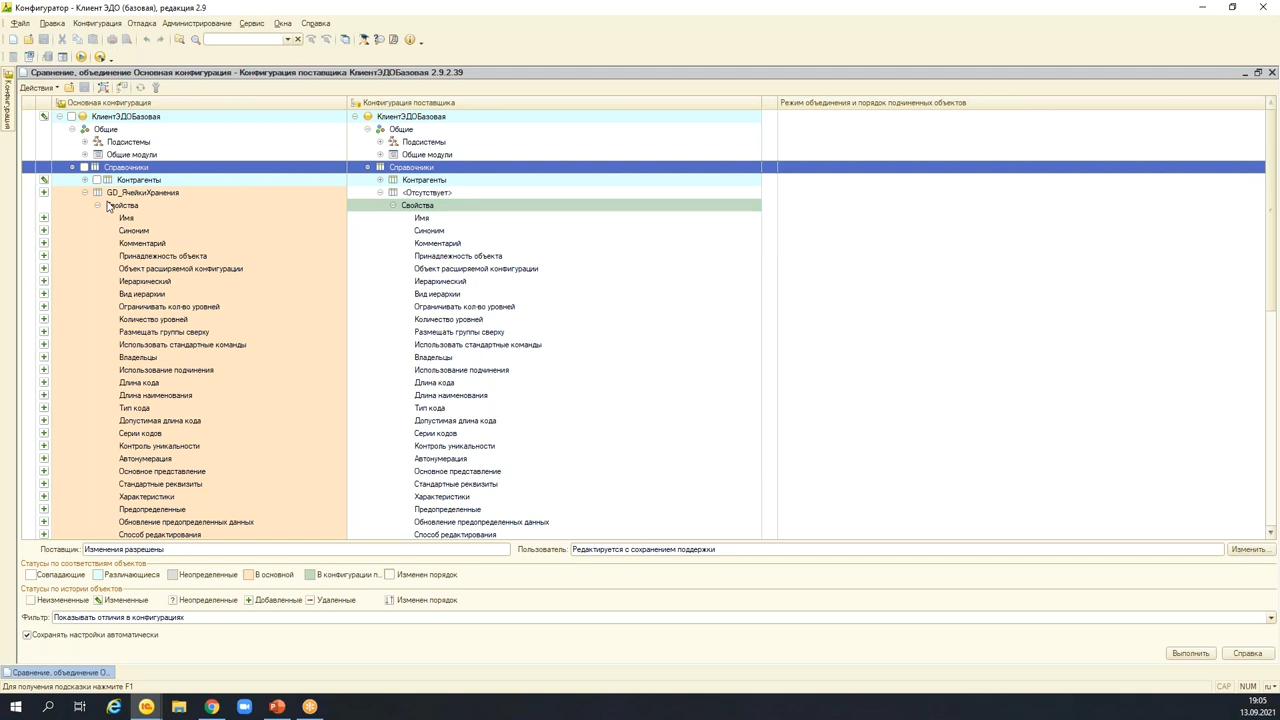 Конфигуратор - Клиент ЭДО (базовая), редакция 2.9
Файл Правка Конфигурация Отладка Администрирование Сервис Окна Справка
Сравнение, объединение Основная конфигурация - Конфигурация поставщика КлиентЭДОБазовая 2.9.2.39
Конфигурация
Действия
Основная конфигурация Конфигурация поставщика Режим объединения и порядок подчиненных объектов
КлиентЭДОБазовая КлиентЭДОБазовая
Общие Общие
Подсистемы Подсистемы
Общие модули Общие модули
Справочники Справочники
Контрагенты Контрагенты
GD_ЯчейкиХранения <Отсутствует>
Свойства Свойства
Имя Имя
Синоним Синоним
Комментарий Комментарий
Принадлежность объекта Принадлежность объекта
Объект расширяемой конфигурации Объект расширяемой конфигурации
Иерархический Иерархический
Вид иерархии Вид иерархии
Ограничивать кол-во уровней Ограничивать кол-во уровней
Количество уровней Количество уровней
Размещать группы сверху Размещать группы сверху
Использовать стандартные команды Использовать стандартные команды
Владельцы Владельцы
Использование подчинения Использование подчинения
Длина кода Длина кода
Длина наименования Длина наименования
Тип кода Тип кода
Допустимая длина кода Допустимая длина кода
Серии кодов Серии кодов
Контроль уникальности Контроль уникальности
Автонумерация Автонумерация
Основное представление Основное представление
Стандартные реквизиты Стандартные реквизиты
Характеристики Характеристики
Предопределенные Предопределенные
Обновление предопределенных данных Обновление предопределенных данных
Способ редактирования Способ редактирования
Поставщик: Изменения разрешены Пользователь: Редактируется с сохранением поддержки Изменить...
Статусы по соответствиям объектов
Совпадающие Различающиеся Неопределенные В основной В конфигурации п... Изменен порядок
Статусы по истории объектов
Неизмененные Измененные Неопределенные Добавленные Удаленные Изменен порядок
Фильтр: Показывать отличия в конфигурациях
Сохранять настройки автоматически
Выполнить Справка
Сравнение, объединение О...
Для получения подсказки нажмите F1 CAP NUM ru
19:05
13.09.2021